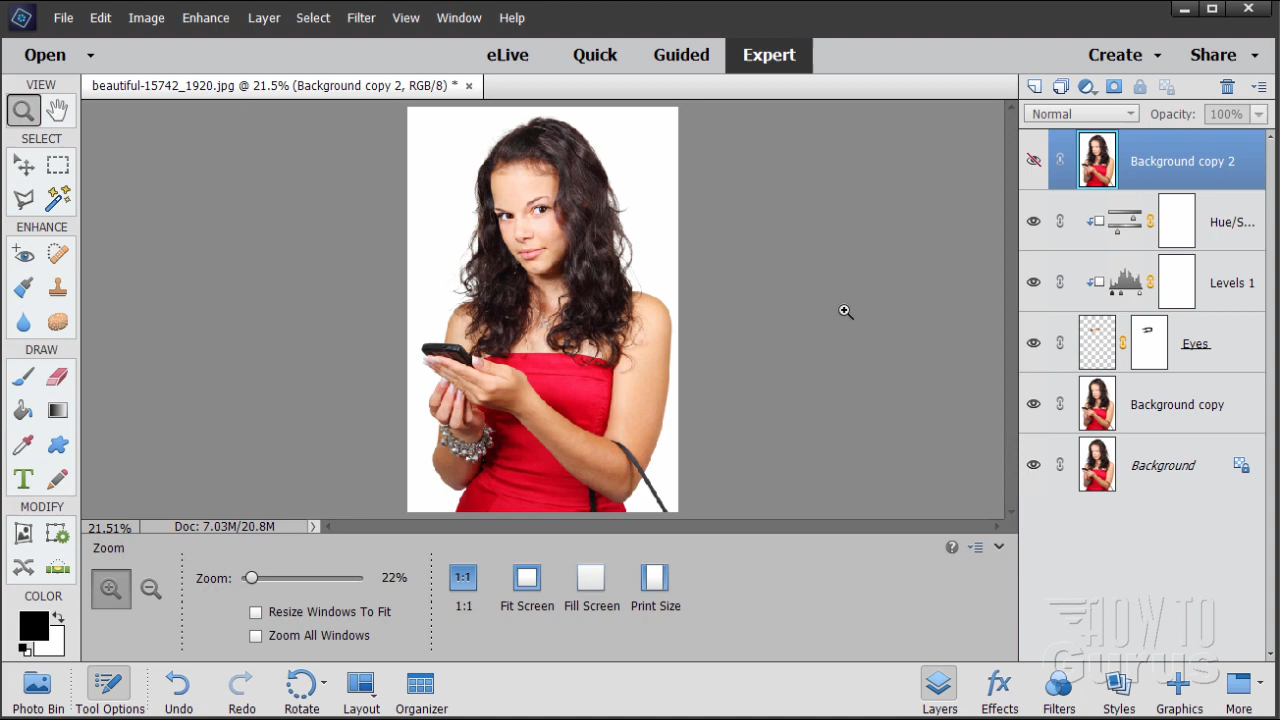 File Edit Image Enhance Layer Select Filter View Window Help
Open eLive Quick Guided Expert Create Share
VIEW
beautiful-15742_1920.jpg @ 21.5% (Background copy 2, RGB/8) * ×
Normal Opacity: 100%
SELECT
Background copy 2
ENHANCE
Hue/S...
Levels 1
DRAW
Eyes
Background copy
Background
T
MODIFY
21.51% Doc: 7.03M/20.8M
Zoom
Zoom: 22%
1:1
1:1 Fit Screen Fill Screen Print Size
COLOR
Resize Windows To Fit
Zoom All Windows
HOW TO
Gurus
fx
Photo Bin Tool Options Undo Redo Rotate Layout Organizer Layers Effects Filters Styles Graphics More